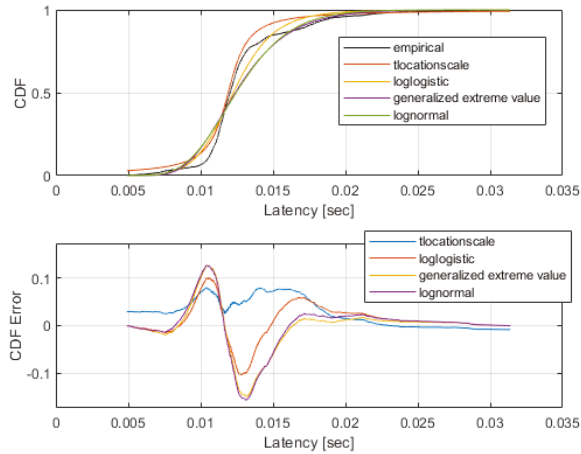 1
0.5
0
CDF
empirical
tlocationscale
loglogistic
generalized extreme value
lognormal
0 0.005 0.01 0.015 0.02 0.025 0.03 0.035
Latency [sec]
0.1
0
-0.1
CDF Error
tlocationscale
loglogistic
generalized extreme value
lognormal
0 0.005 0.01 0.015 0.02 0.025 0.03 0.035
Latency [sec]